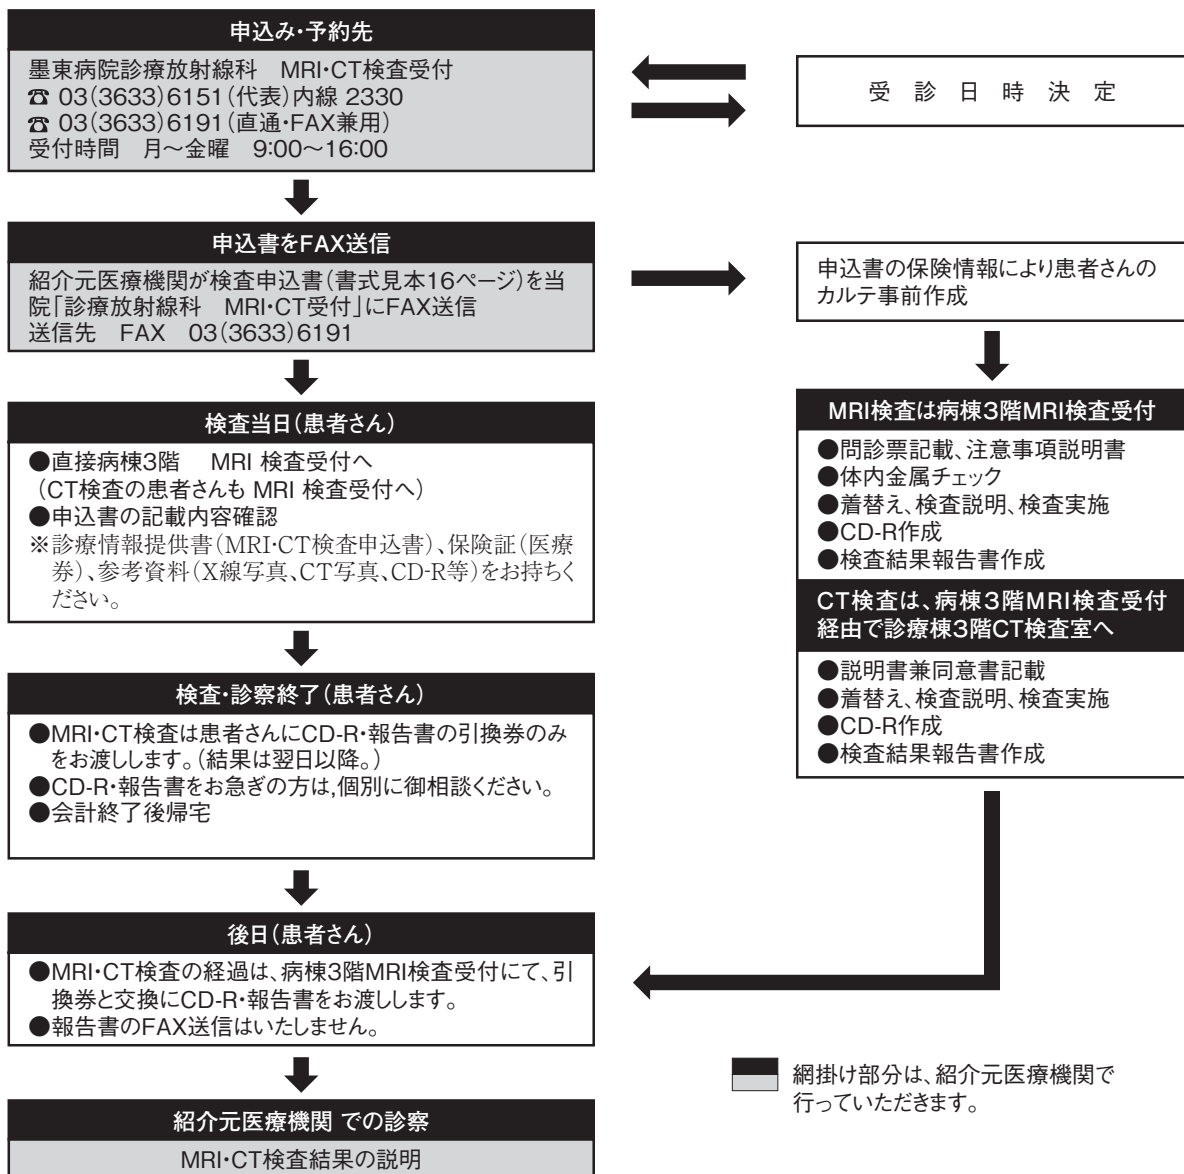 申込み・予約先
墨東病院診療放射線科　MRI・CT検査受付
☎ 03(3633)6151(代表)内線 2330
☎ 03(3633)6191(直通・FAX兼用)
受付時間　月～金曜　9:00～16:00
受　診　日　時　決　定
申込書をFAX送信
紹介元医療機関が検査申込書(書式見本16ページ)を当
院「診療放射線科　MRI・CT受付」にFAX送信
送信先　FAX　03(3633)6191
申込書の保険情報により患者さんの
カルテ事前作成
検査当日(患者さん)
●直接病棟3階　MRI 検査受付へ
(CT検査の患者さんも MRI 検査受付へ)
●申込書の記載内容確認
※診療情報提供書(MRI・CT検査申込書)、保険証(医療
券)、参考資料(X線写真、CT写真、CD-R等)をお持ちく
ださい。
MRI検査は病棟3階MRI検査受付
●問診票記載、注意事項説明書
●体内金属チェック
●着替え、検査説明、検査実施
●CD-R作成
●検査結果報告書作成
CT検査は、病棟3階MRI検査受付
経由で診療棟3階CT検査室へ
●説明書兼同意書記載
●着替え、検査説明、検査実施
●CD-R作成
●検査結果報告書作成
検査・診察終了(患者さん)
●MRI・CT検査は患者さんにCD-R・報告書の引換券のみ
をお渡しします。(結果は翌日以降。)
●CD-R・報告書をお急ぎの方は,個別に御相談ください。
●会計終了後帰宅
後日(患者さん)
●MRI・CT検査の経過は、病棟3階MRI検査受付にて、引
換券と交換にCD-R・報告書をお渡しします。
●報告書のFAX送信はいたしません。
網掛け部分は、紹介元医療機関で
行っていただきます。
紹介元医療機関 での診察
MRI・CT検査結果の説明